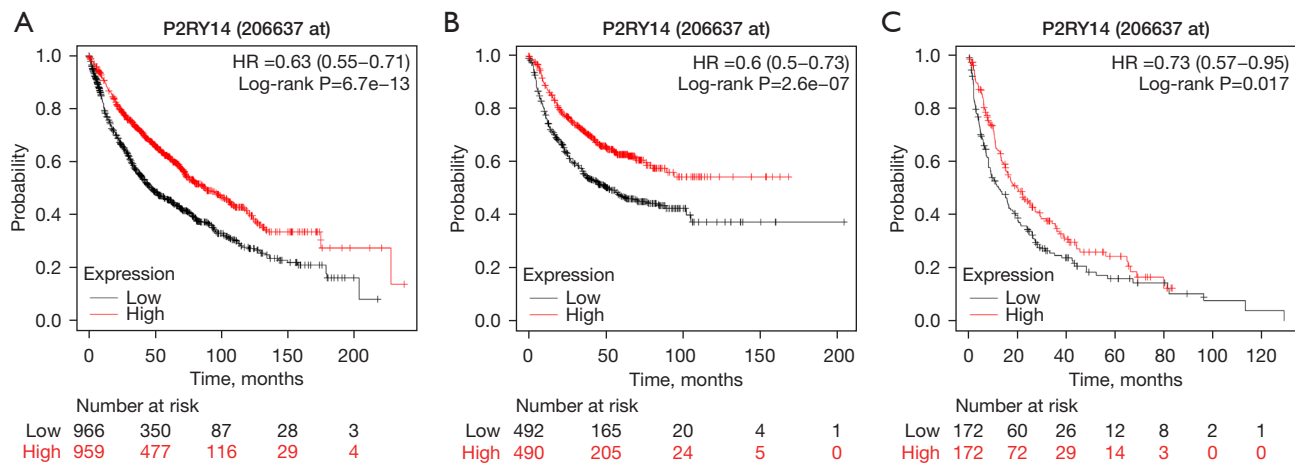 A
P2RY14 (206637 at)
HR =0.63 (0.55–0.71)
Log-rank P=6.7e−13
Probability
1.0
0.8
0.6
0.4
0.2
0.0
Expression
Low
High
0 50 100 150 200
Time, months
Number at risk
Low 966 350 87 28 3
High 959 477 116 29 4
B
P2RY14 (206637 at)
HR =0.6 (0.5–0.73)
Log-rank P=2.6e−07
Probability
1.0
0.8
0.6
0.4
0.2
0.0
Expression
Low
High
0 50 100 150 200
Time, months
Number at risk
Low 492 165 20 4 1
High 490 205 24 5 0
C
P2RY14 (206637 at)
HR =0.73 (0.57–0.95)
Log-rank P=0.017
Probability
1.0
0.8
0.6
0.4
0.2
0.0
Expression
Low
High
0 20 40 60 80 100 120
Time, months
Number at risk
Low 172 60 26 12 8 2 1
High 172 72 29 14 3 0 0